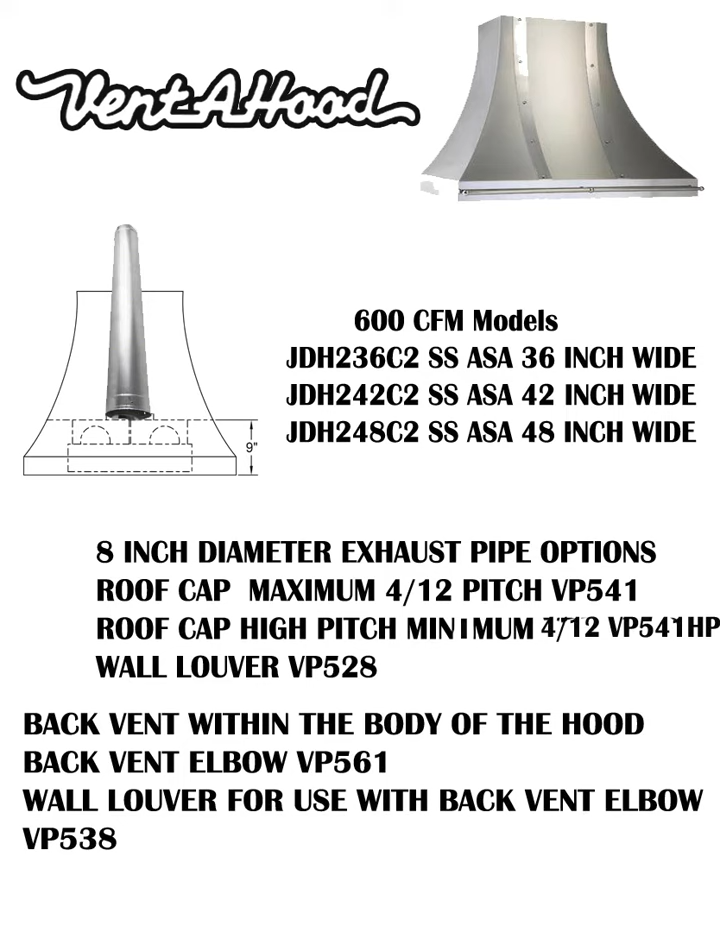 Vent-A-Hood
600 CFM Models
JDH236C2 SS ASA 36 INCH WIDE
JDH242C2 SS ASA 42 INCH WIDE
JDH248C2 SS ASA 48 INCH WIDE
9"
8 INCH DIAMETER EXHAUST PIPE OPTIONS
ROOF CAP MAXIMUM 4/12 PITCH VP541
ROOF CAP HIGH PITCH MINIMUM 4/12 VP541HP
WALL LOUVER VP528
BACK VENT WITHIN THE BODY OF THE HOOD
BACK VENT ELBOW VP561
WALL LOUVER FOR USE WITH BACK VENT ELBOW
VP538